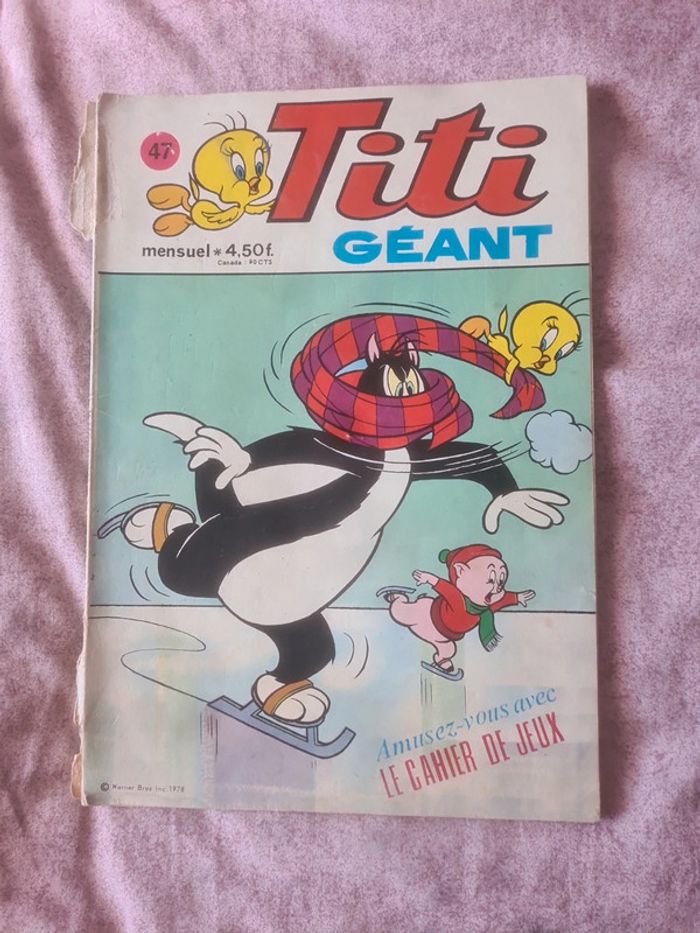 47
Titi
GÉANT
mensuel * 4,50f.
Canada : 90 CTS
Amusez-vous avec
LE CAHIER DE JEUX
© Warner Bros Inc 1978